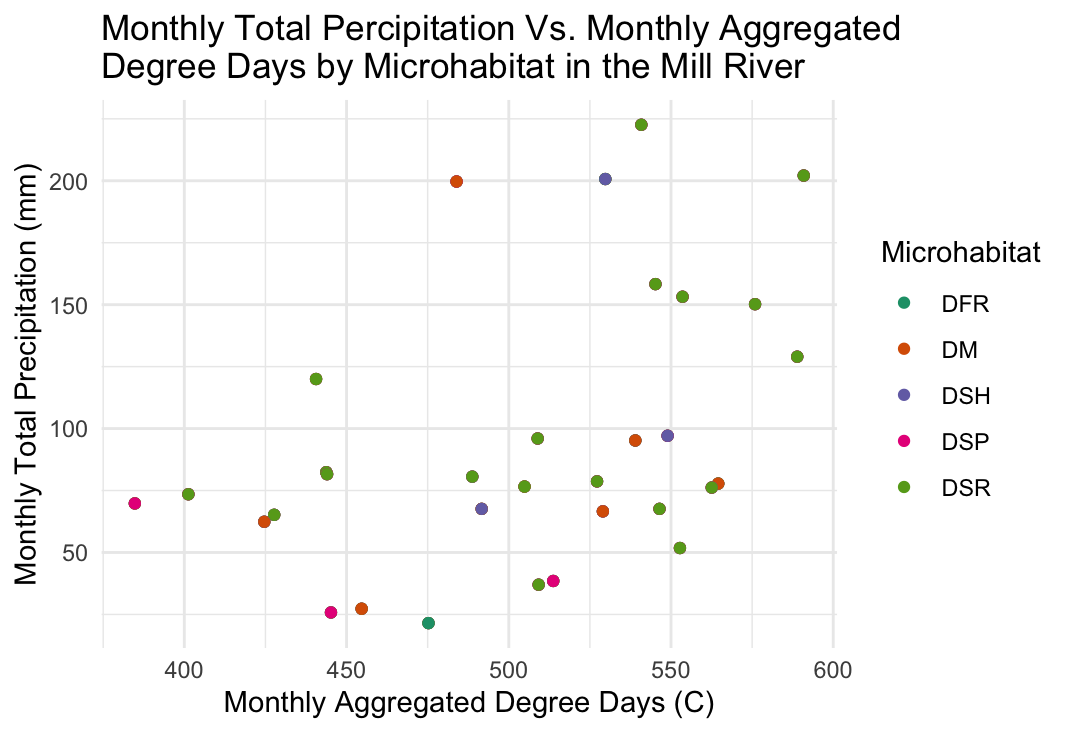 Monthly Total Percipitation Vs. Monthly Aggregated
Degree Days by Microhabitat in the Mill River
Monthly Total Precipitation (mm)
200
150
100
50
400 450 500 550 600
Monthly Aggregated Degree Days (C)
Microhabitat
DFR
DM
DSH
DSP
DSR